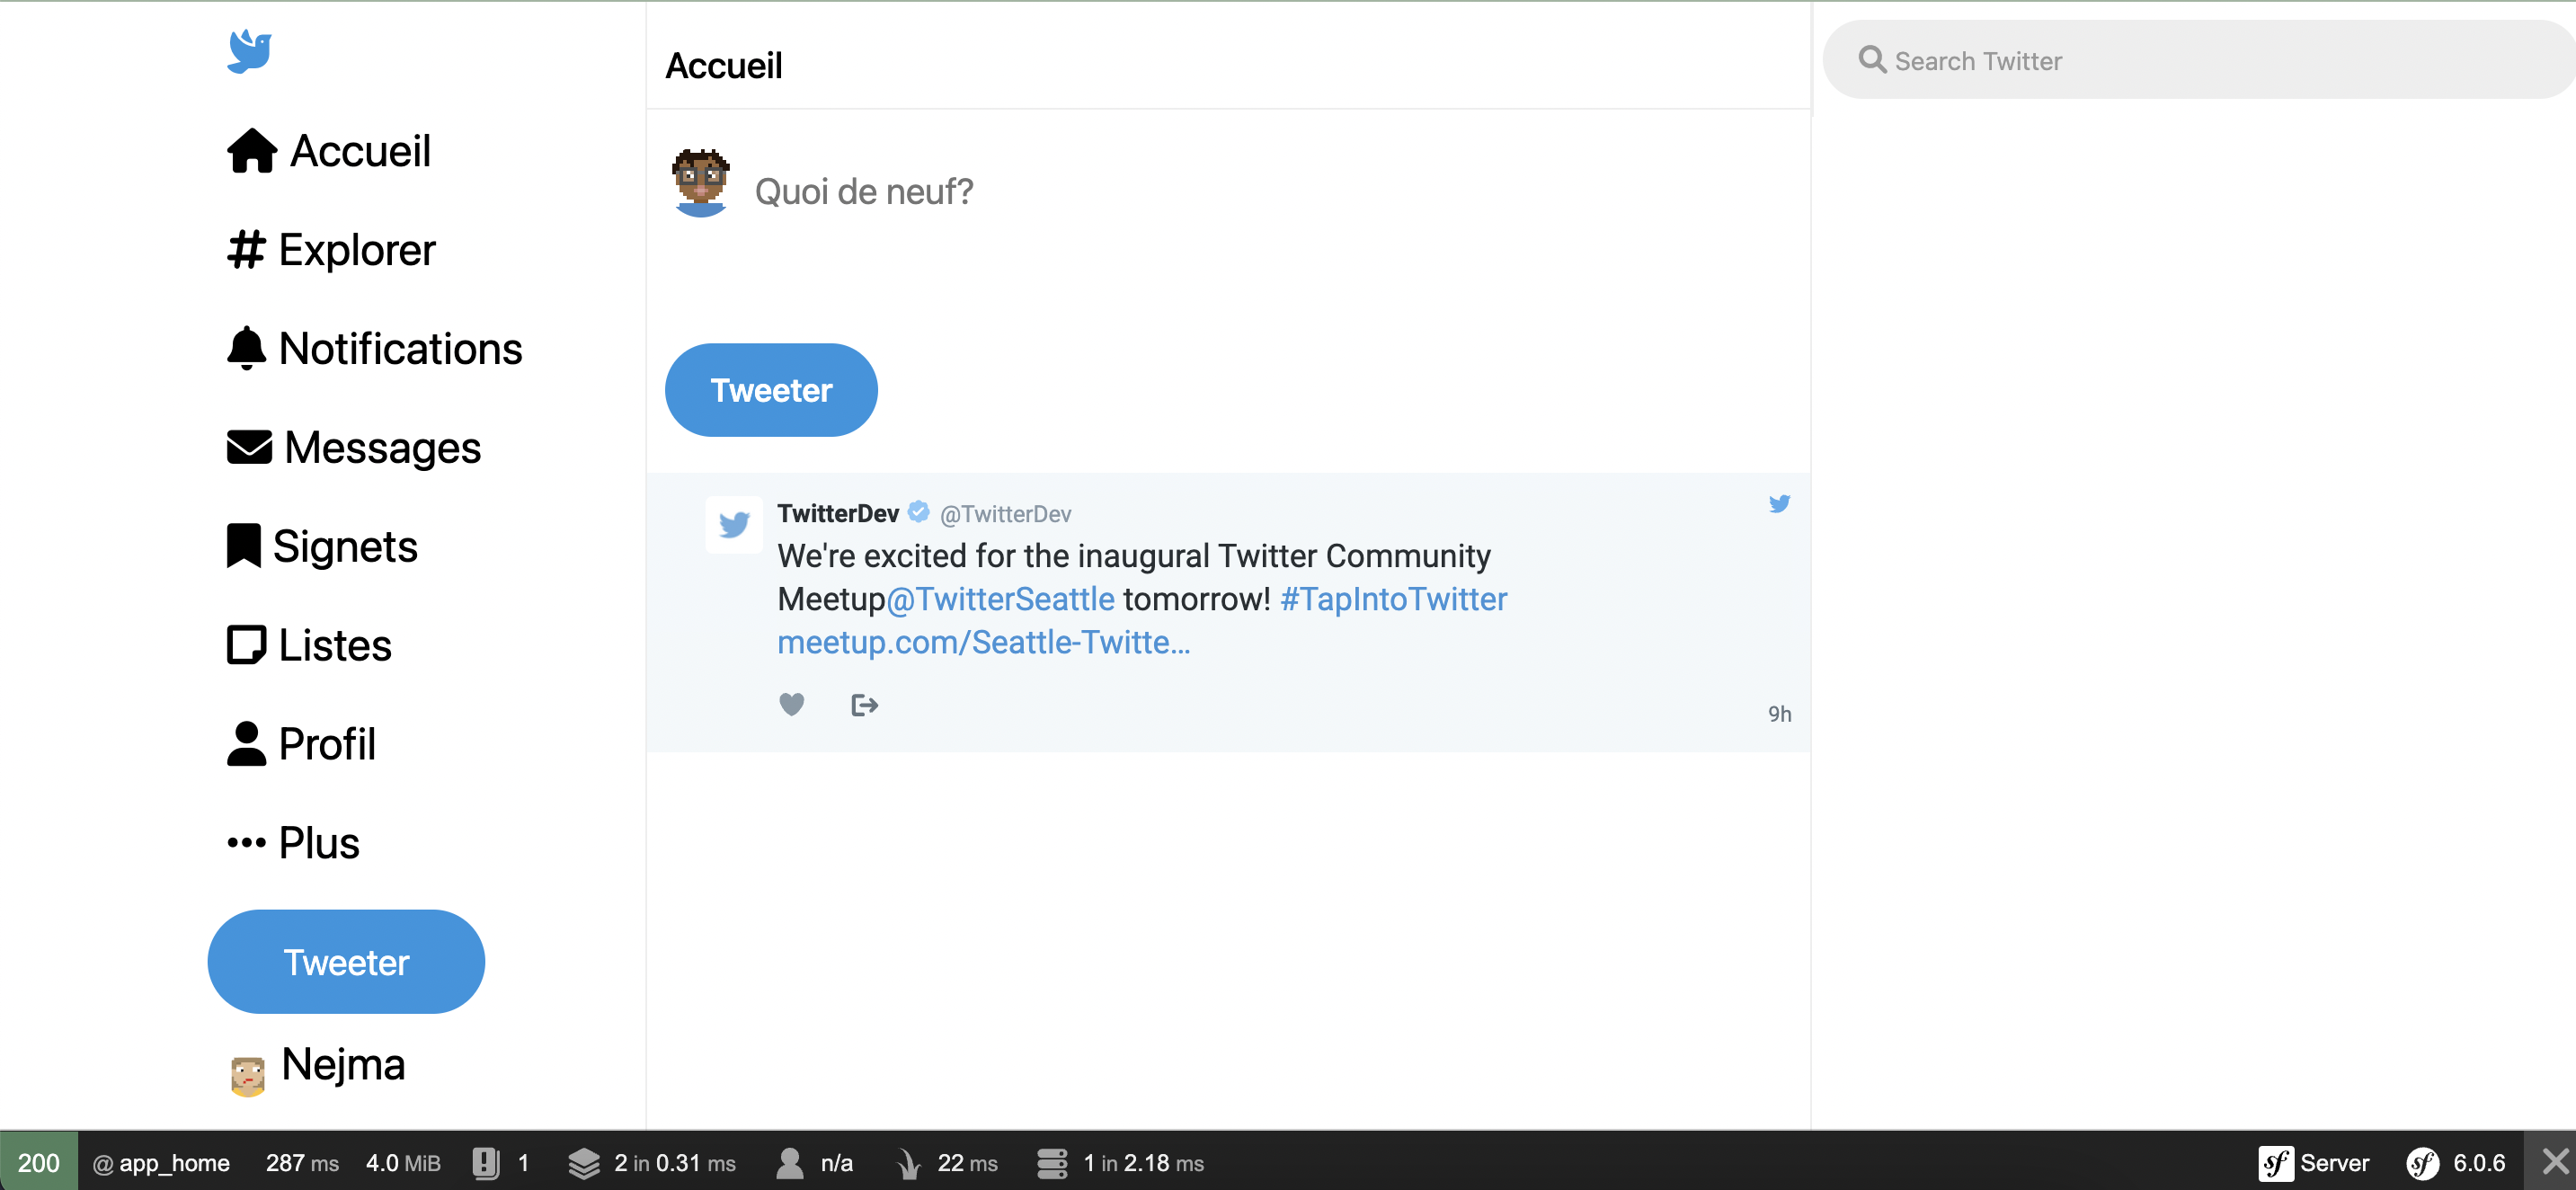 Accueil
Explorer
Notifications
Messages
Signets
Listes
Profil
Plus
Tweeter
Nejma
Accueil
Quoi de neuf?
Tweeter
TwitterDev @TwitterDev
We're excited for the inaugural Twitter Community
Meetup@TwitterSeattle tomorrow! #TapIntoTwitter
meetup.com/Seattle-Twitte…
9h
Search Twitter
200 @ app_home 287 ms 4.0 MiB 1 2 in 0.31 ms n/a 22 ms 1 in 2.18 ms sf Server sf 6.0.6